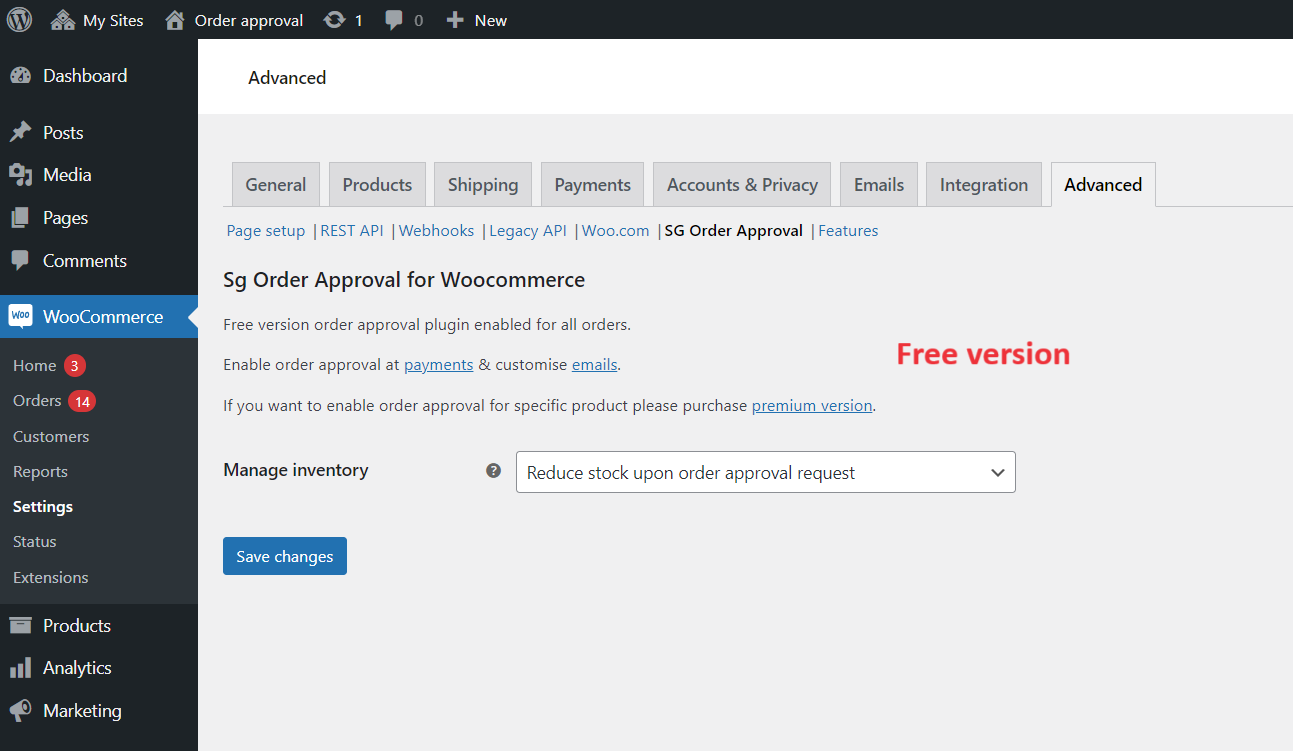 My Sites Order approval 1 0 New
Dashboard
Posts
Media
Pages
Comments
Woo WooCommerce
Home 3
Orders 14
Customers
Reports
Settings
Status
Extensions
Products
Analytics
Marketing
Advanced
General Products Shipping Payments Accounts & Privacy Emails Integration Advanced
Page setup | REST API | Webhooks | Legacy API | Woo.com | SG Order Approval | Features
Sg Order Approval for Woocommerce
Free version order approval plugin enabled for all orders.
Enable order approval at payments & customise emails.
Free version
If you want to enable order approval for specific product please purchase premium version.
Manage inventory ? Reduce stock upon order approval request
Save changes